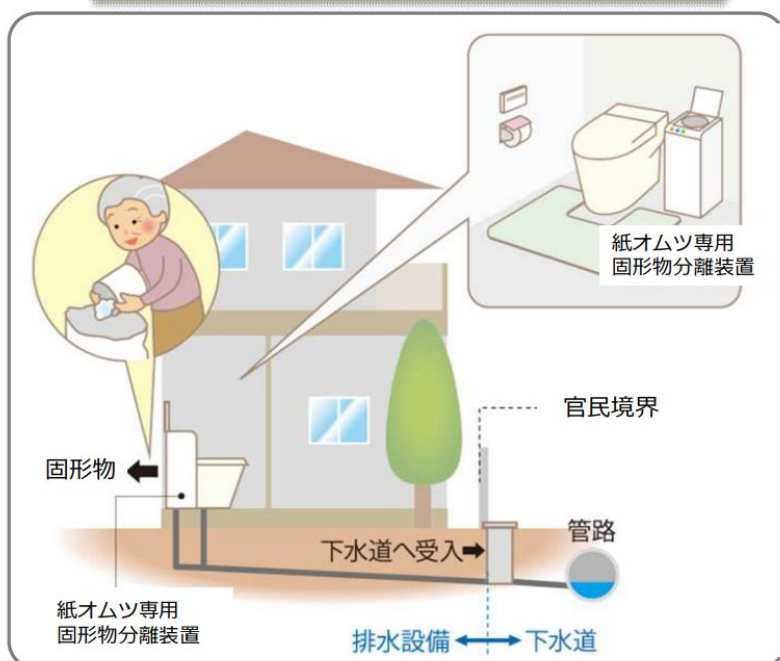 紙オムツ専用
固形物分離装置
官民境界
固形物
下水道へ受入
管路
紙オムツ専用
固形物分離装置
排水設備
下水道